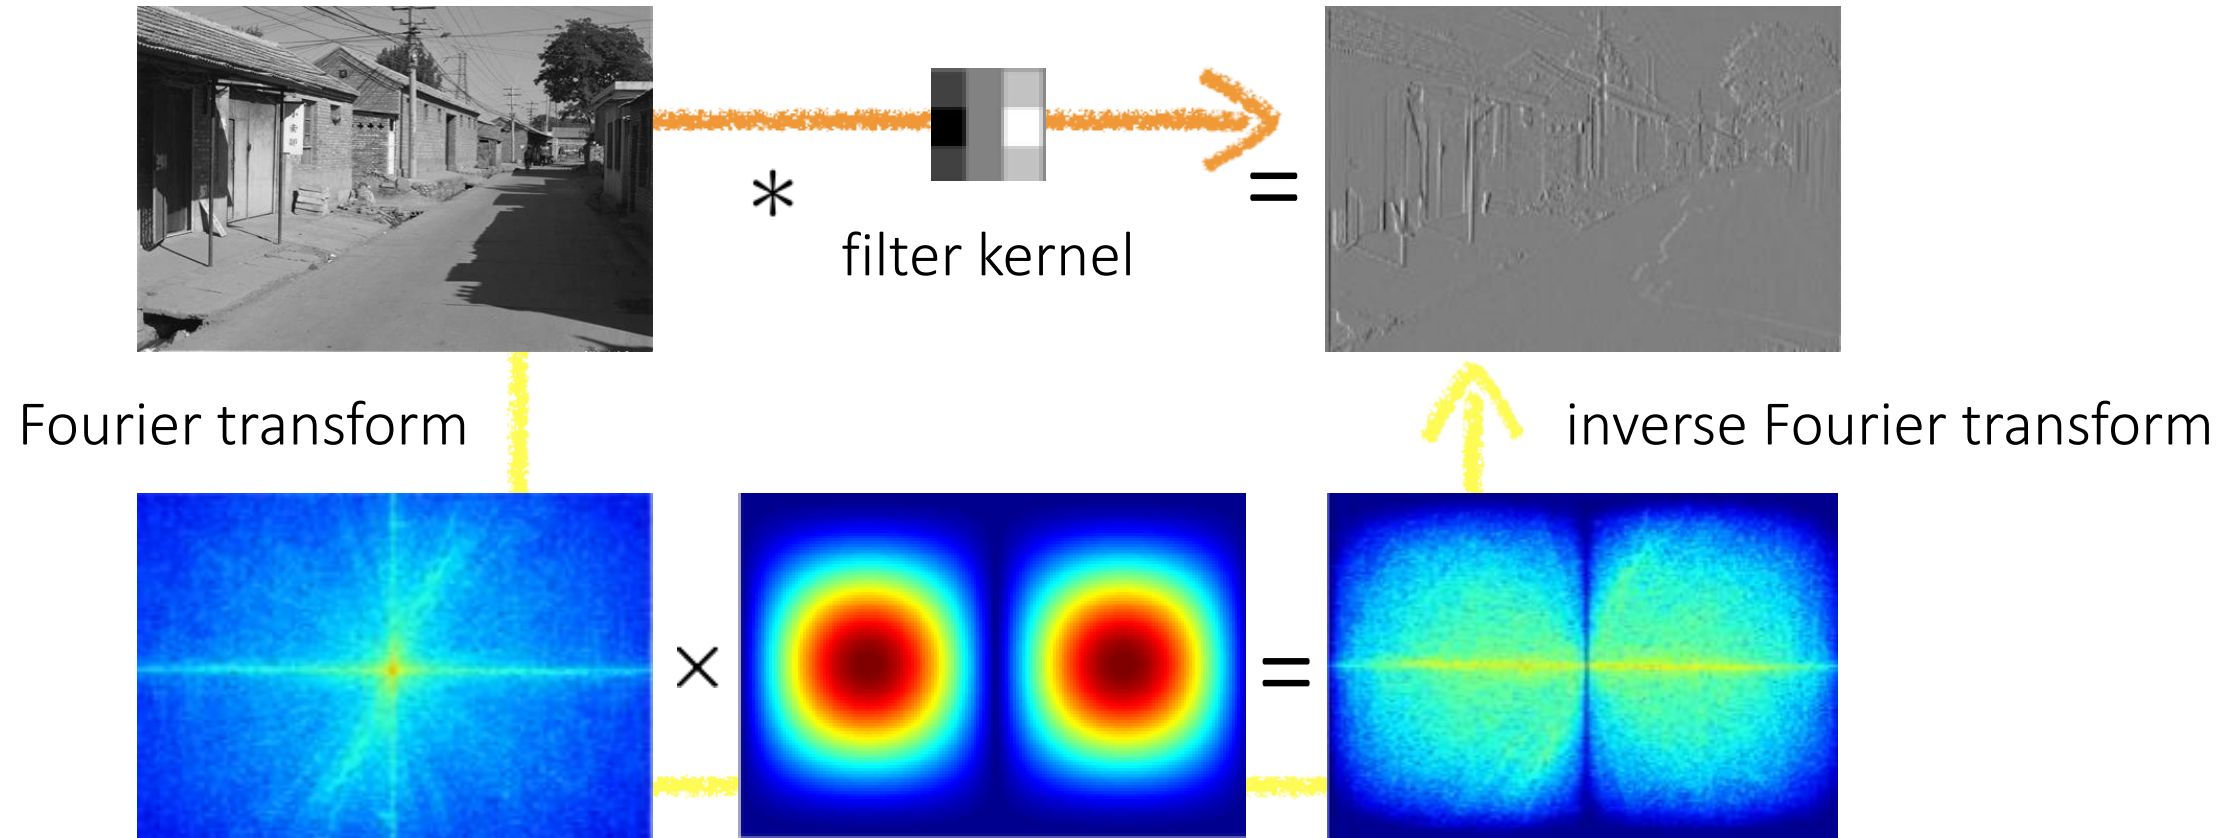 *
=
filter kernel
Fourier transform
inverse Fourier transform
×
=